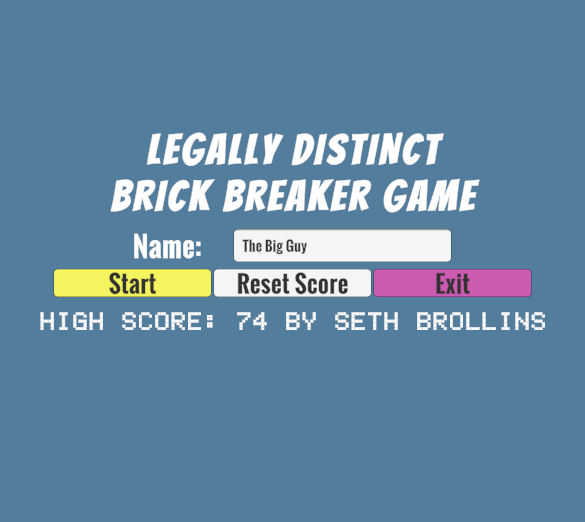 LEGALLY DISTINCT
BRICK BREAKER GAME
Name: The Big Guy
Start Reset Score Exit
HIGH SCORE: 74 BY SETH BROLLINS